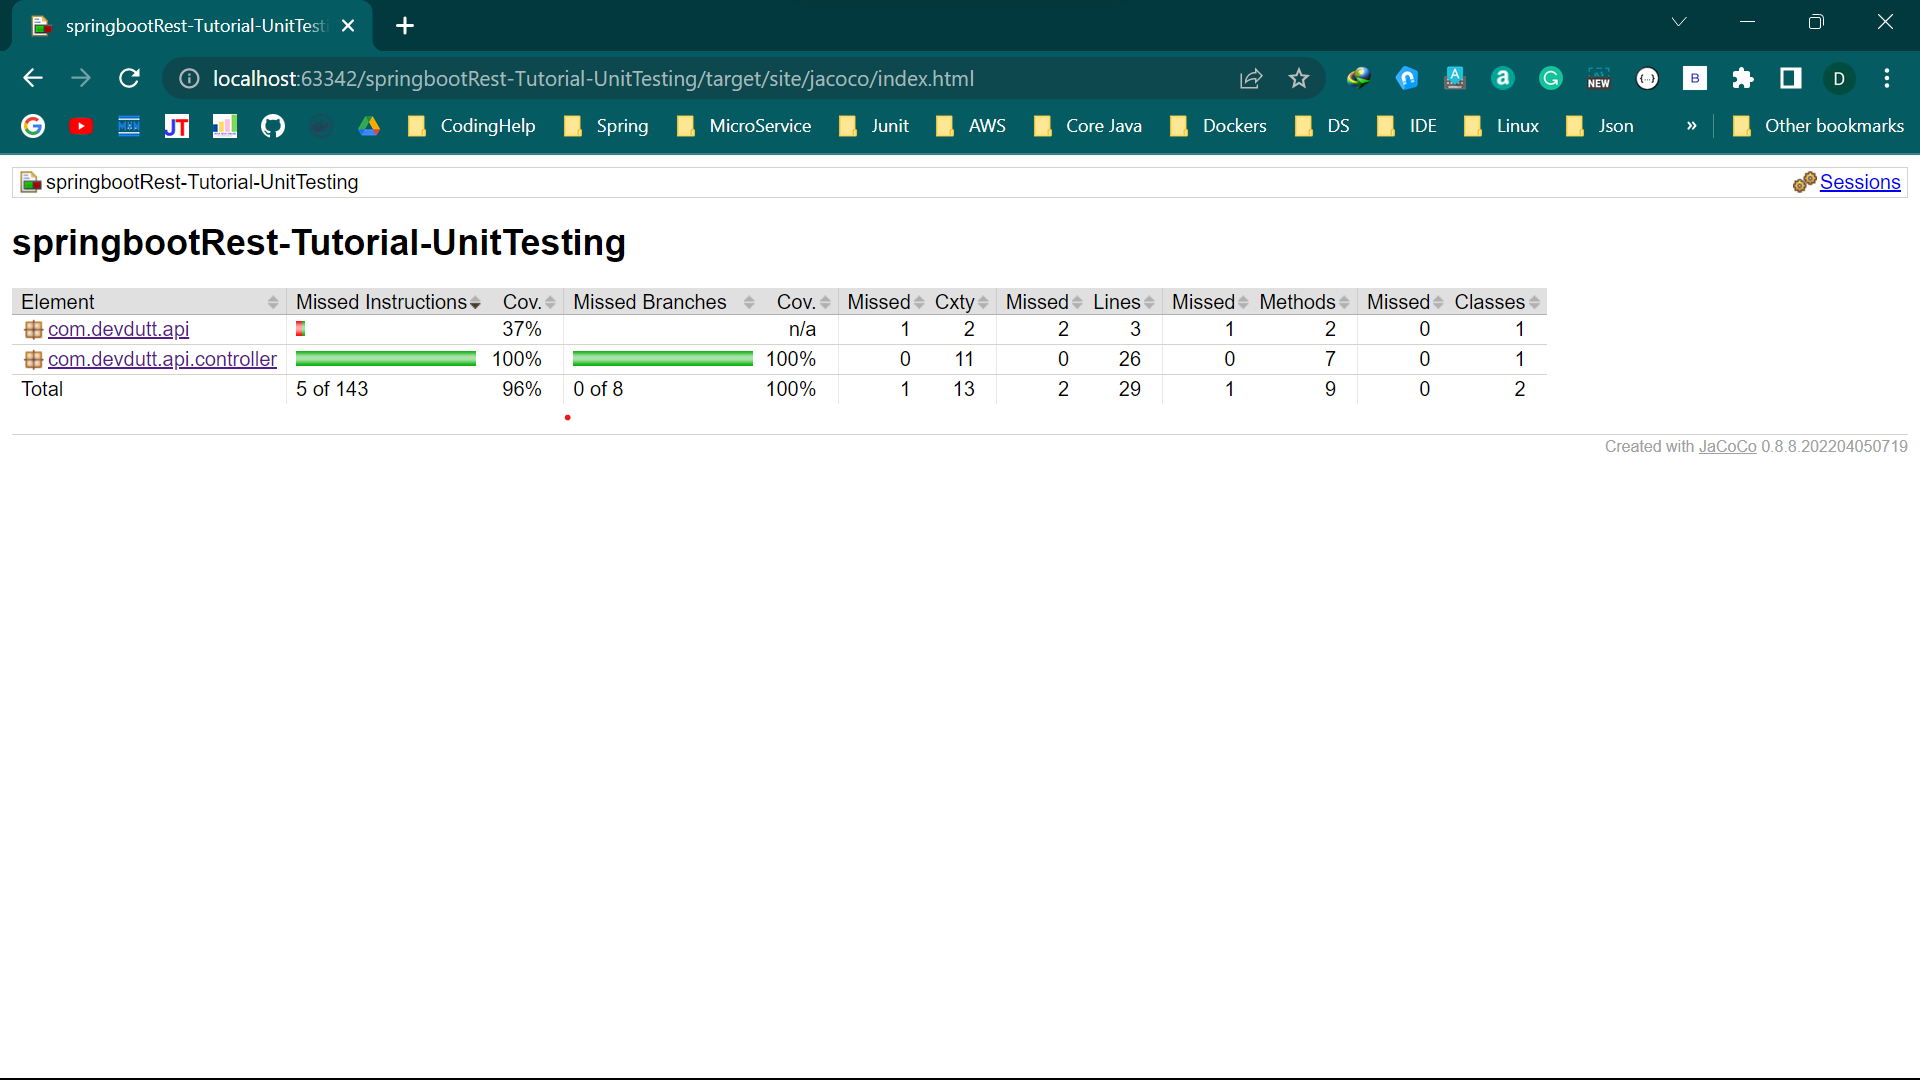 springbootRest-Tutorial-UnitTesti
localhost:63342/springbootRest-Tutorial-UnitTesting/target/site/jacoco/index.html
A a G NEW {...} B D
G JT CodingHelp Spring MicroService Junit AWS Core Java Dockers DS IDE Linux Json » Other bookmarks
springbootRest-Tutorial-UnitTesting Sessions
springbootRest-Tutorial-UnitTesting
Element Missed Instructions Cov. Missed Branches Cov. Missed Cxty Missed Lines Missed Methods Missed Classes
com.devdutt.api 37% n/a 1 2 2 3 1 2 0 1
com.devdutt.api.controller 100% 100% 0 11 0 26 0 7 0 1
Total 5 of 143 96% 0 of 8 100% 1 13 2 29 1 9 0 2
Created with JaCoCo 0.8.8.202204050719